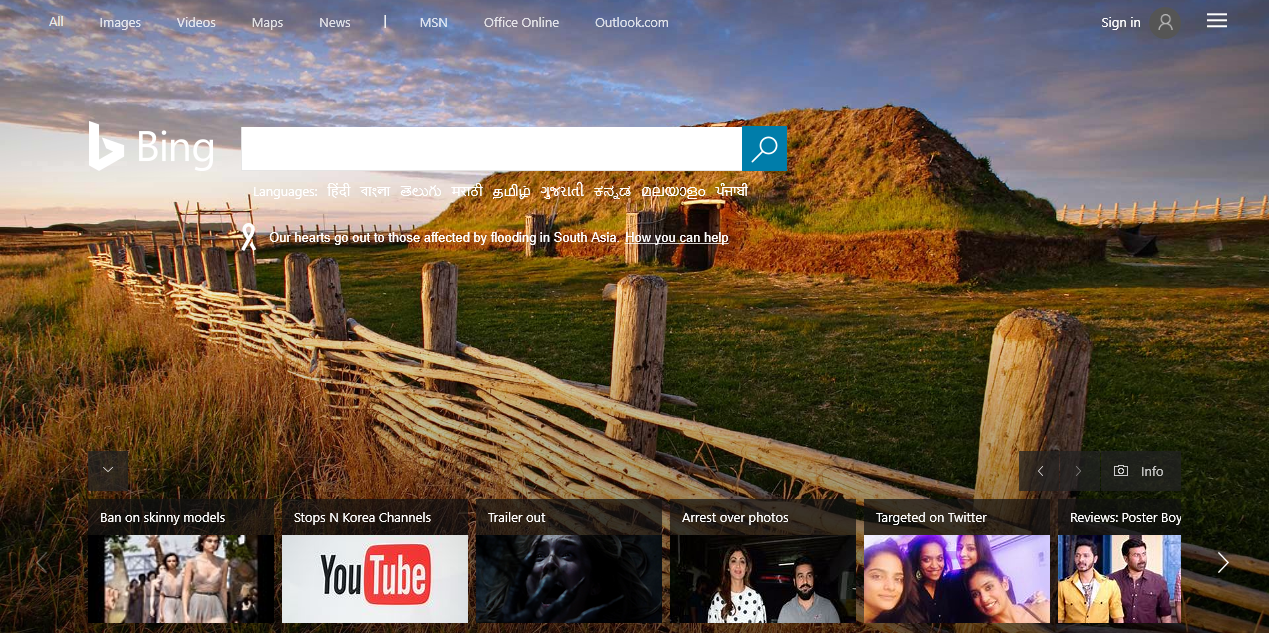 All Images Videos Maps News | MSN Office Online Outlook.com Sign in
Bing
Languages: हिंदी বাংলা తెలుగు मराठी தமிழ் ગુજરાતી ಕನ್ನಡ മലയാളം ਪੰਜਾਬੀ
Our hearts go out to those affected by flooding in South Asia. How you can help
Info
Ban on skinny models Stops N Korea Channels Trailer out Arrest over photos Targeted on Twitter Reviews: Poster Boy
YouTube